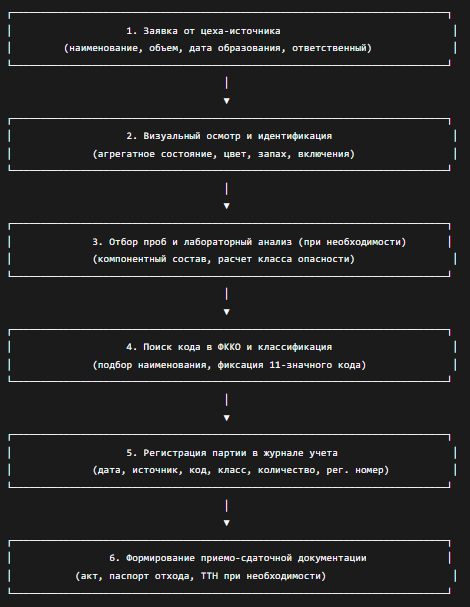 1. Заявка от цеха-источника
(наименование, объем, дата образования, ответственный)
2. Визуальный осмотр и идентификация
(агрегатное состояние, цвет, запах, включения)
3. Отбор проб и лабораторный анализ (при необходимости)
(компонентный состав, расчет класса опасности)
4. Поиск кода в ФККО и классификация
(подбор наименования, фиксация 11-значного кода)
5. Регистрация партии в журнале учета
(дата, источник, код, класс, количество, рег. номер)
6. Формирование приемо-сдаточной документации
(акт, паспорт отхода, ТТН при необходимости)